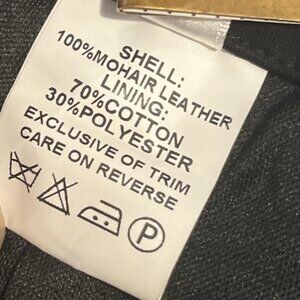 SHELL:
100%MOHAIR LEATHER
LINING:
70%COTTON
30%POLYESTER
EXCLUSIVE OF TRIM
CARE ON REVERSE
P